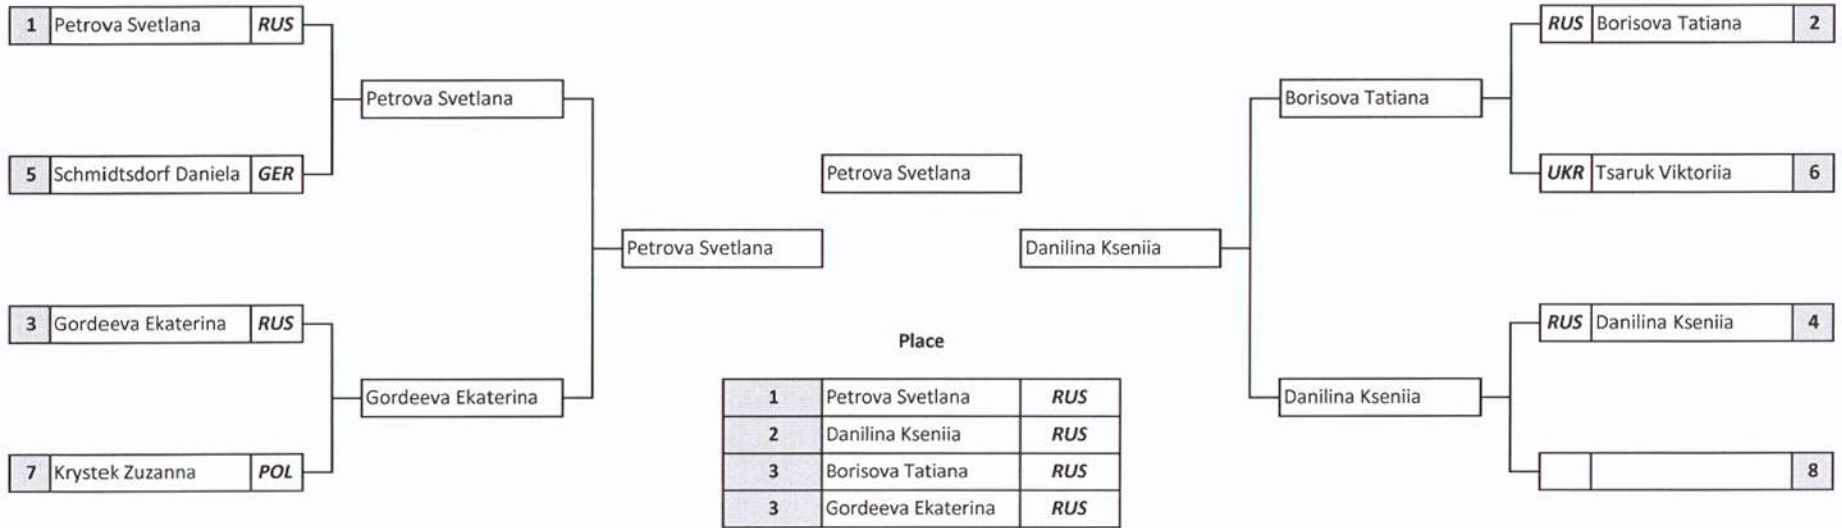 1 Petrova Svetlana RUS
RUS Borisova Tatiana 2
Petrova Svetlana
Borisova Tatiana
5 Schmidtsdorf Daniela GER
Petrova Svetlana
UKR Tsaruk Viktoriia 6
Petrova Svetlana
Danilina Kseniia
3 Gordeeva Ekaterina RUS
RUS Danilina Kseniia 4
Place
Gordeeva Ekaterina
1 Petrova Svetlana RUS
Danilina Kseniia
2 Danilina Kseniia RUS
7 Krystek Zuzanna POL
3 Borisova Tatiana RUS
8
3 Gordeeva Ekaterina RUS